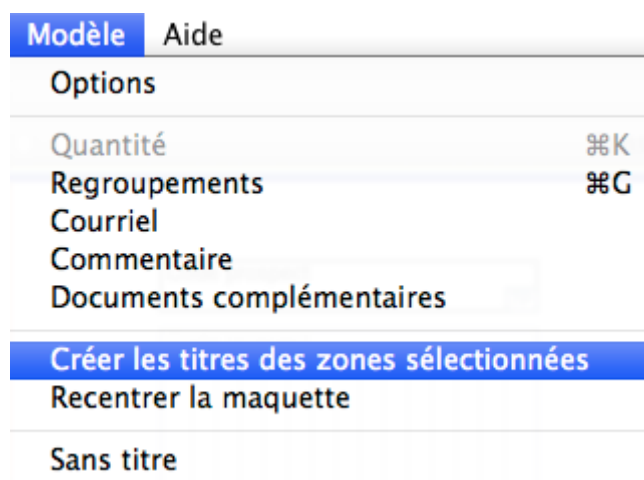 Modèle Aide
Options
Quantité ⌘K
Regroupements ⌘G
Courriel
Commentaire
Documents complémentaires
Créer les titres des zones sélectionnées
Recentrer la maquette
Sans titre